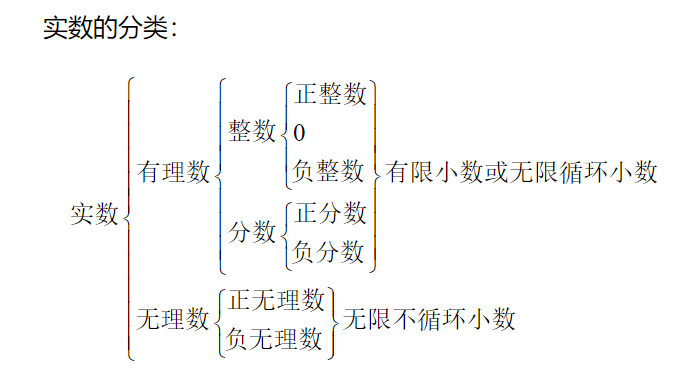 实数的分类：
正整数
整数
0
有理数
负整数
有限小数或无限循环小数
实数
正分数
分数
负分数
正无理数
无理数
无限不循环小数
负无理数